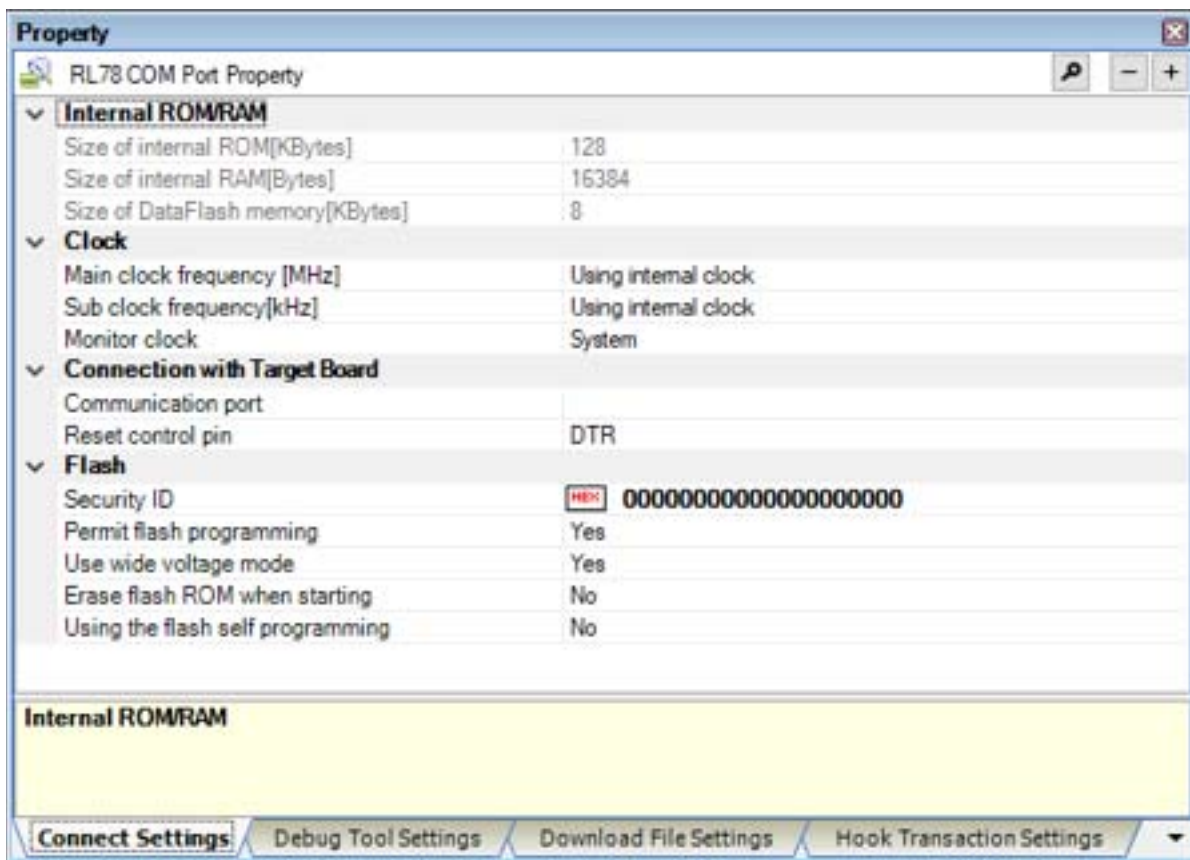 Property
RL78 COM Port Property
Internal ROM/RAM
Size of internal ROM[KBytes] 128
Size of internal RAM[Bytes] 16384
Size of DataFlash memory[KBytes] 8
Clock
Main clock frequency [MHz] Using internal clock
Sub clock frequency[kHz] Using internal clock
Monitor clock System
Connection with Target Board
Communication port
Reset control pin DTR
Flash
Security ID HEX 00000000000000000000
Permit flash programming Yes
Use wide voltage mode Yes
Erase flash ROM when starting No
Using the flash self programming No
Internal ROM/RAM
Connect Settings Debug Tool Settings Download File Settings Hook Transaction Settings